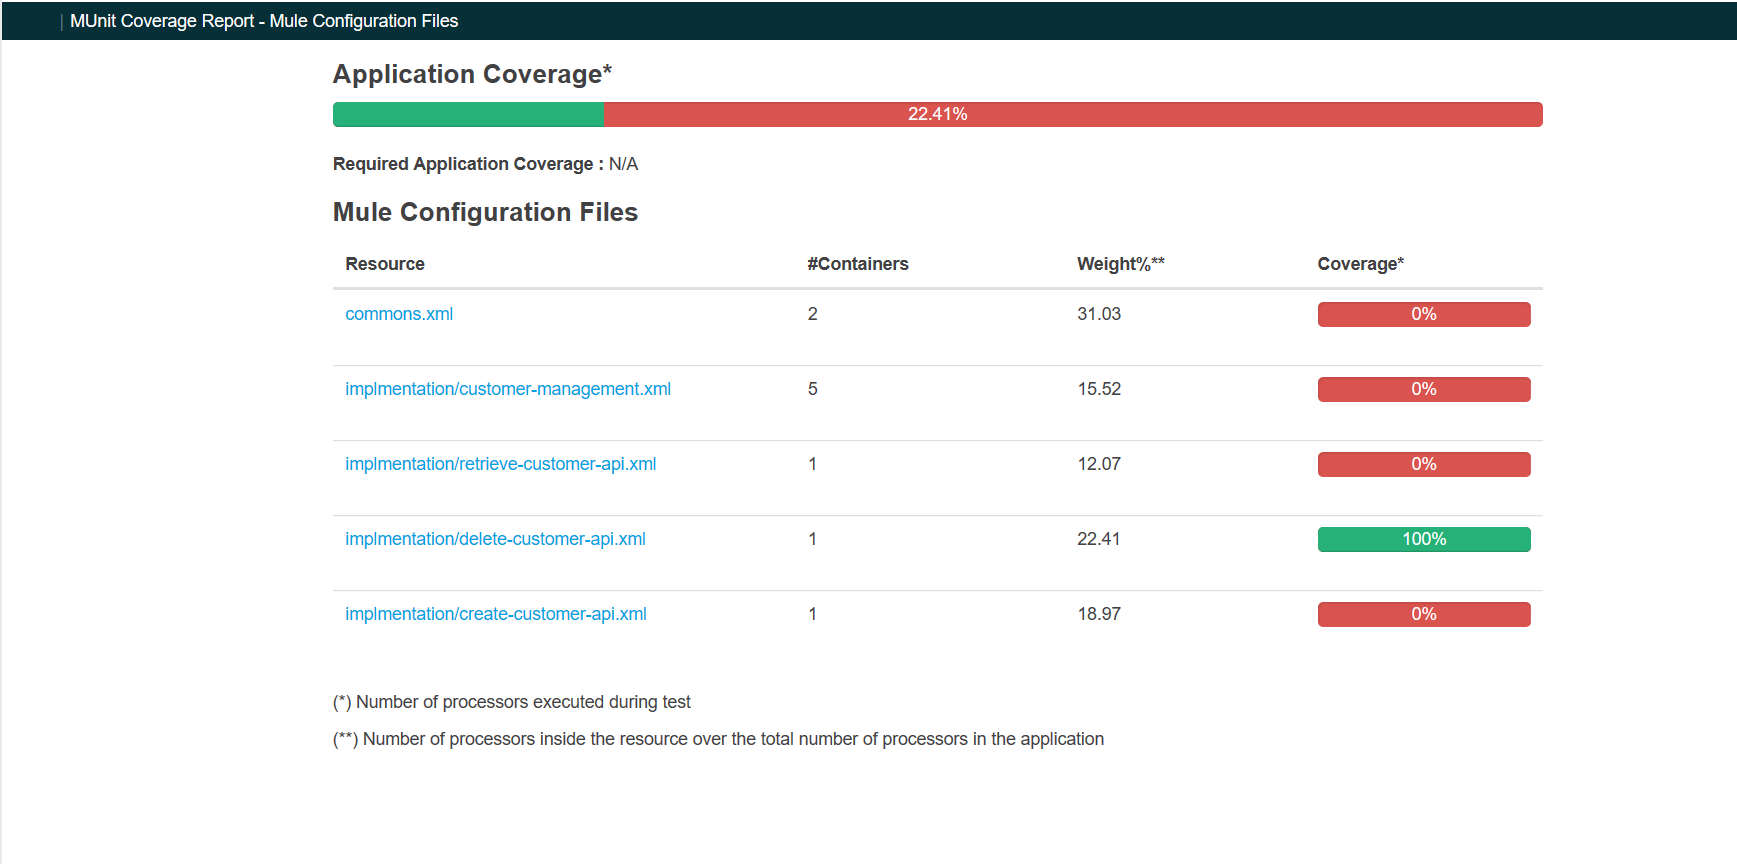 | MUnit Coverage Report - Mule Configuration Files
Application Coverage*
22.41%
Required Application Coverage : N/A
Mule Configuration Files
Resource #Containers Weight%** Coverage*
commons.xml 2 31.03 0%
implmentation/customer-management.xml 5 15.52 0%
implmentation/retrieve-customer-api.xml 1 12.07 0%
implmentation/delete-customer-api.xml 1 22.41 100%
implmentation/create-customer-api.xml 1 18.97 0%
(*) Number of processors executed during test
(**) Number of processors inside the resource over the total number of processors in the application